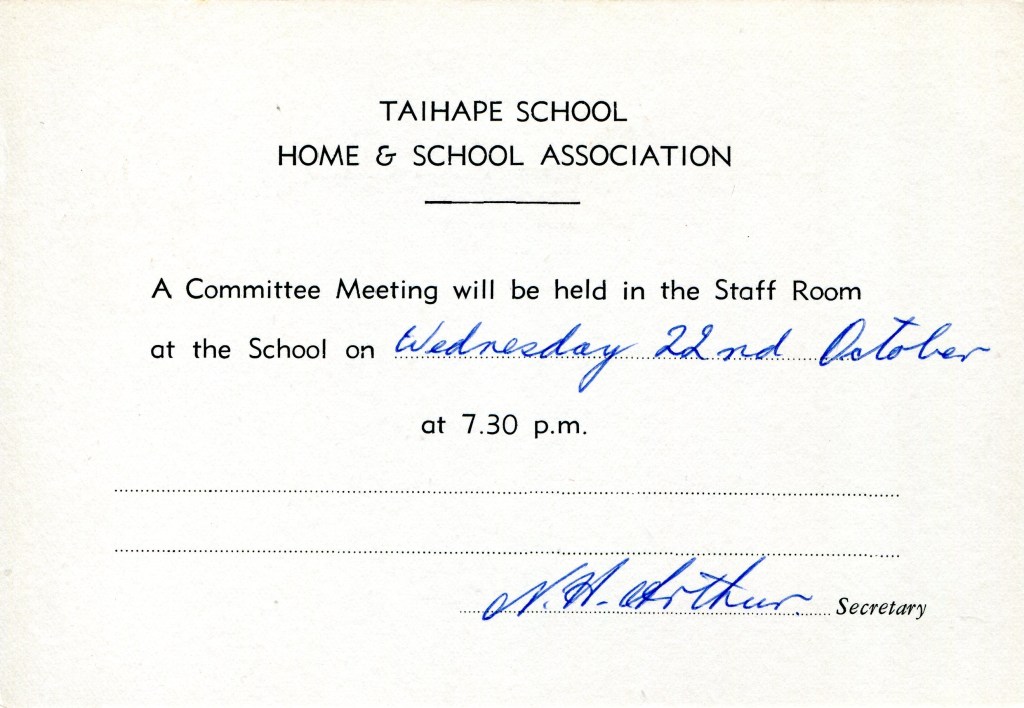 TAIHAPE SCHOOL
HOME & SCHOOL ASSOCIATION
A Committee Meeting will be held in the Staff Room
at the School on Wednesday 22nd October
at 7.30 p.m.
N. H. Arthur. Secretary